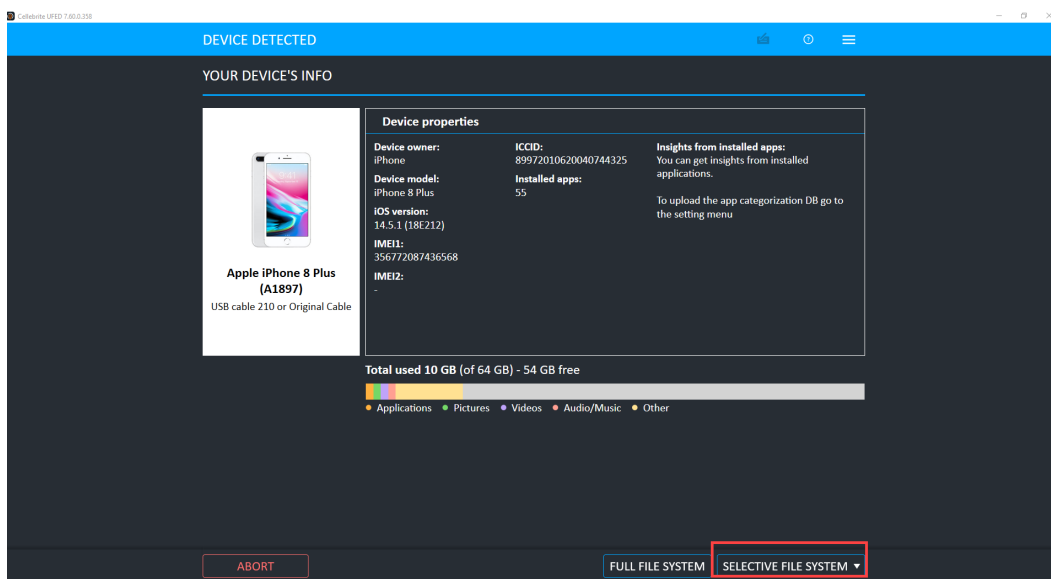 Cellebrite UFED 7.60.0.258
DEVICE DETECTED
YOUR DEVICE'S INFO
Apple iPhone 8 Plus
(A1897)
USB cable 210 or Original Cable
Device properties
Device owner:
iPhone
Device model:
iPhone 8 Plus
iOS version:
14.5.1 (18E212)
IMEI1:
356772087436568
IMEI2:
-
ICCID:
89972010620040744325
Installed apps:
55
Insights from installed apps:
You can get insights from installed
applications.
To upload the app categorization DB go to
the setting menu
Total used 10 GB (of 64 GB) - 54 GB free
Applications Pictures Videos Audio/Music Other
ABORT
FULL FILE SYSTEM
SELECTIVE FILE SYSTEM